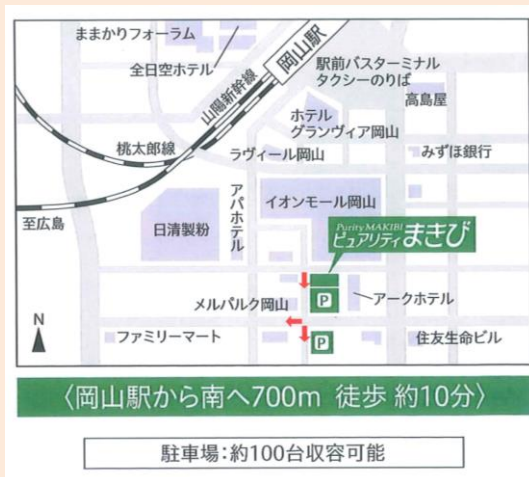 ままかりフォーラム
全日空ホテル
岡山駅
山陽新幹線
駅前バスターミナル
タクシーのりば
高島屋
ホテル
グランヴィア岡山
桃太郎線
ラヴィール岡山
みずほ銀行
至広島
日清製粉
アパホテル
イオンモール岡山
Purity MAKIBI
ピュアリティまきび
メルパルク岡山
P
アークホテル
N
ファミリーマート
P
住友生命ビル
〈岡山駅から南へ700m 徒歩 約10分〉
駐車場:約100台収容可能